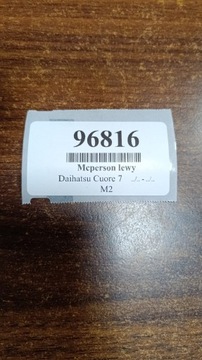 96816
Mcperson lewy
Daihatsu Cuore 7 .-.
M2